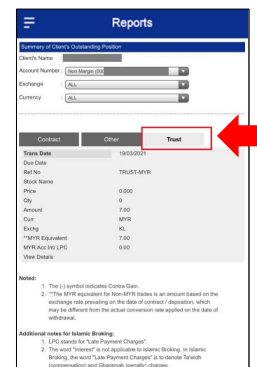 Reports
Summary of Client's Outstanding Position
Client's Name :
Account Number : Non Margin (00
Exchange : ALL
Currency : ALL
Contract Other Trust
Trans Date 19/03/2021
Due Date
Ref No TRUST-MYR
Stock Name
Price 0.000
Qty 0
Amount 7.00
Curr MYR
Exchg KL
**MYR Equivalent 7.00
MYR Acc Int/ LPC 0.00
View Details
Noted:
1. The (-) symbol indicates Contra Gain.
2. **The MYR equivalent for Non-MYR trades is an amount based on the
exchange rate prevailing on the date of contract / deposition, which
may be different from the actual conversion rate applied on the date of
withdrawal.
Additional notes for Islamic Broking:
1. LPC stands for "Late Payment Charges".
2. The word "Interest" is not applicable to Islamic Broking. In Islamic
Broking, the word "Late Payment Charges" is to denote Ta'widh
(compensation) and Gharamah (penalty) charges.